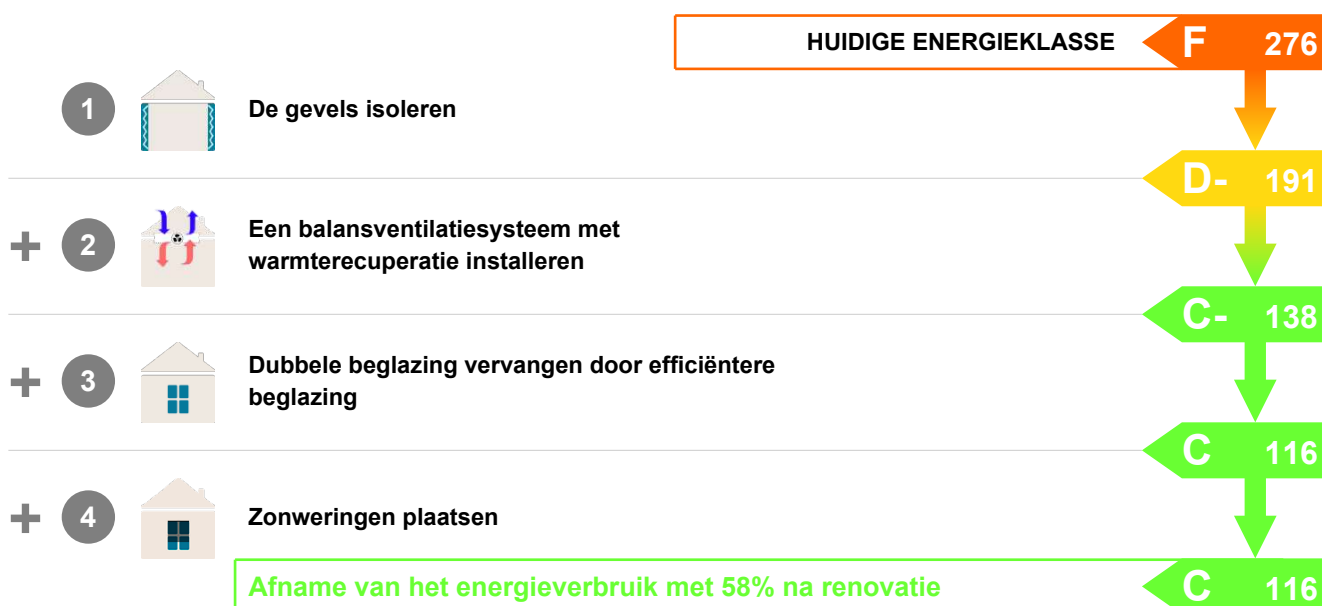 HUIDIGE ENERGIEKLASSE F 276
1 De gevels isoleren
D- 191
+ 2 Een balansventilatiesysteem met
warmterecuperatie installeren
C- 138
+ 3 Dubbele beglazing vervangen door efficiëntere
beglazing
C 116
+ 4 Zonweringen plaatsen
Afname van het energieverbruik met 58% na renovatie C 116